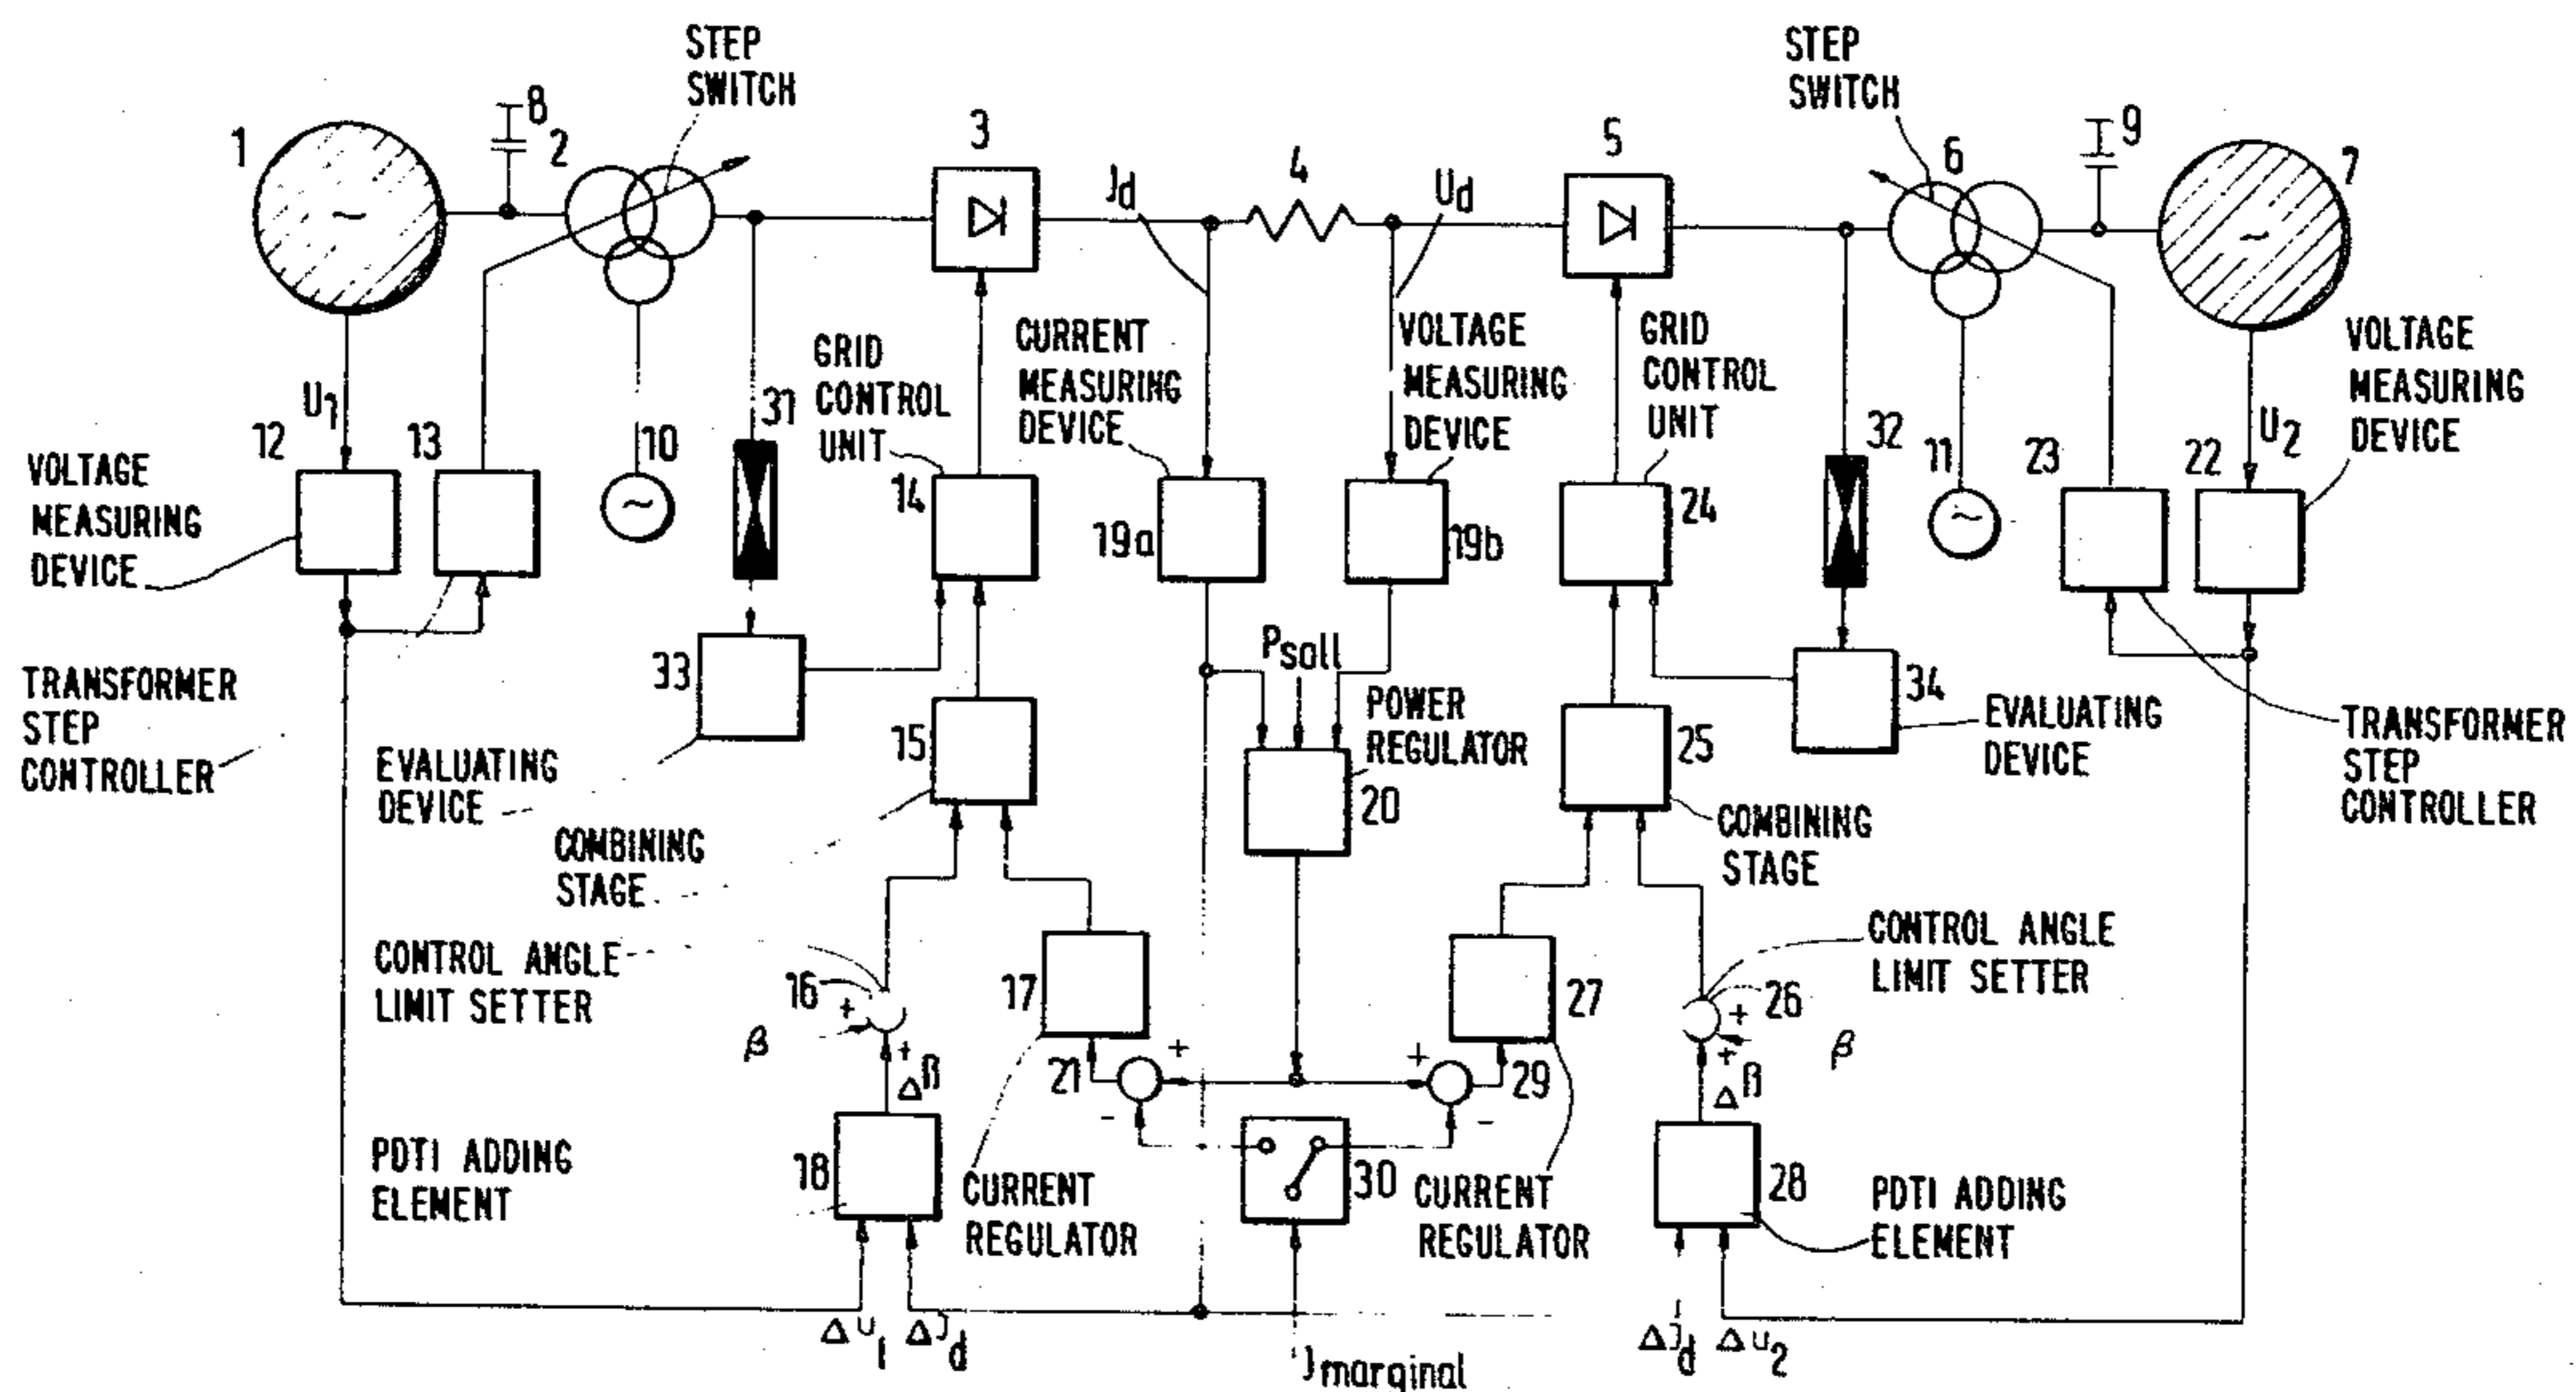 STEP
SWITCH
STEP
SWITCH
1
8
2
3
4
5
6
9
7
~
~
Jd
Ud
U1
12
13
10
31
GRID
CONTROL
UNIT
14
CURRENT
MEASURING
DEVICE
19a
VOLTAGE
MEASURING
DEVICE
19b
GRID
CONTROL
UNIT
24
32
11
23
22
U2
VOLTAGE
MEASURING
DEVICE
VOLTAGE
MEASURING
DEVICE
~
~
TRANSFORMER
STEP
CONTROLLER
33
EVALUATING
DEVICE
COMBINING
STAGE
15
Psoll
POWER
REGULATOR
20
25
COMBINING
STAGE
34
EVALUATING
DEVICE
TRANSFORMER
STEP
CONTROLLER
CONTROL ANGLE
LIMIT SETTER
16
+
β
+
Δβ
17
21
+
-
+
-
29
27
26
+
+
β
Δβ
CONTROL ANGLE
LIMIT SETTER
PDT1 ADDING
ELEMENT
18
CURRENT
REGULATOR
30
CURRENT
REGULATOR
28
PDT1 ADDING
ELEMENT
ΔU1
ΔJd
Jmarginal
ΔJd
ΔU2